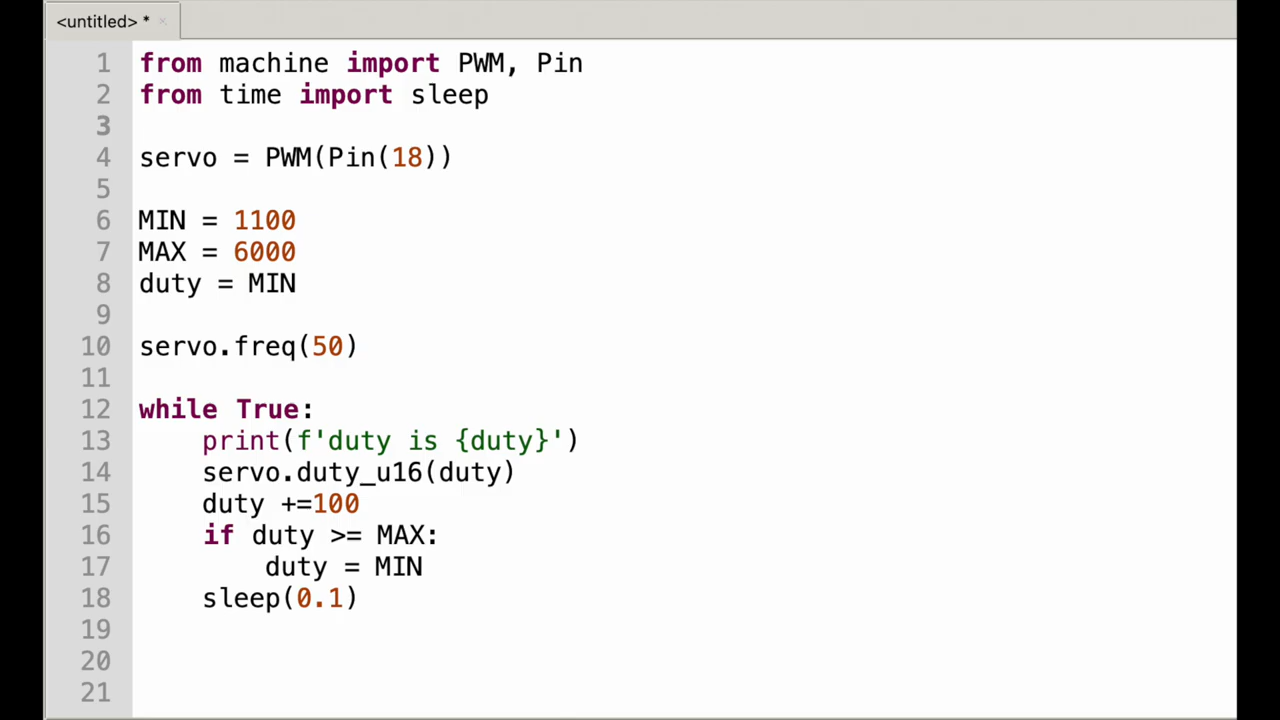 <untitled> * ×
1 from machine import PWM, Pin
2 from time import sleep
3
4 servo = PWM(Pin(18))
5
6 MIN = 1100
7 MAX = 6000
8 duty = MIN
9
10 servo.freq(50)
11
12 while True:
13     print(f'duty is {duty}')
14     servo.duty_u16(duty)
15     duty +=100
16     if duty >= MAX:
17         duty = MIN
18     sleep(0.1)
19
20
21